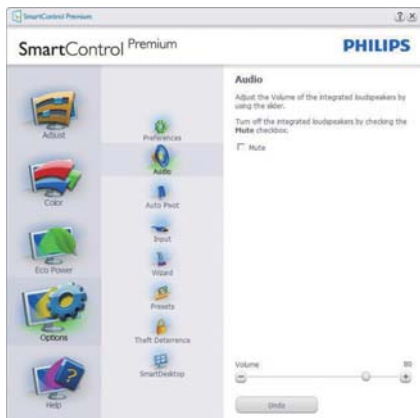 SmartControl Premium
SmartControl Premium
PHILIPS
Adjust
Color
Eco Power
Options
Help
Preferences
Audio
Auto Pivot
Input
Wizard
Presets
Theft Deterrence
SmartDesktop
Audio
Adjust the Volume of the integrated loudspeakers by
using the slider.
Turn off the integrated loudspeakers by checking the
Mute checkbox.
Mute
Volume
80
Undo